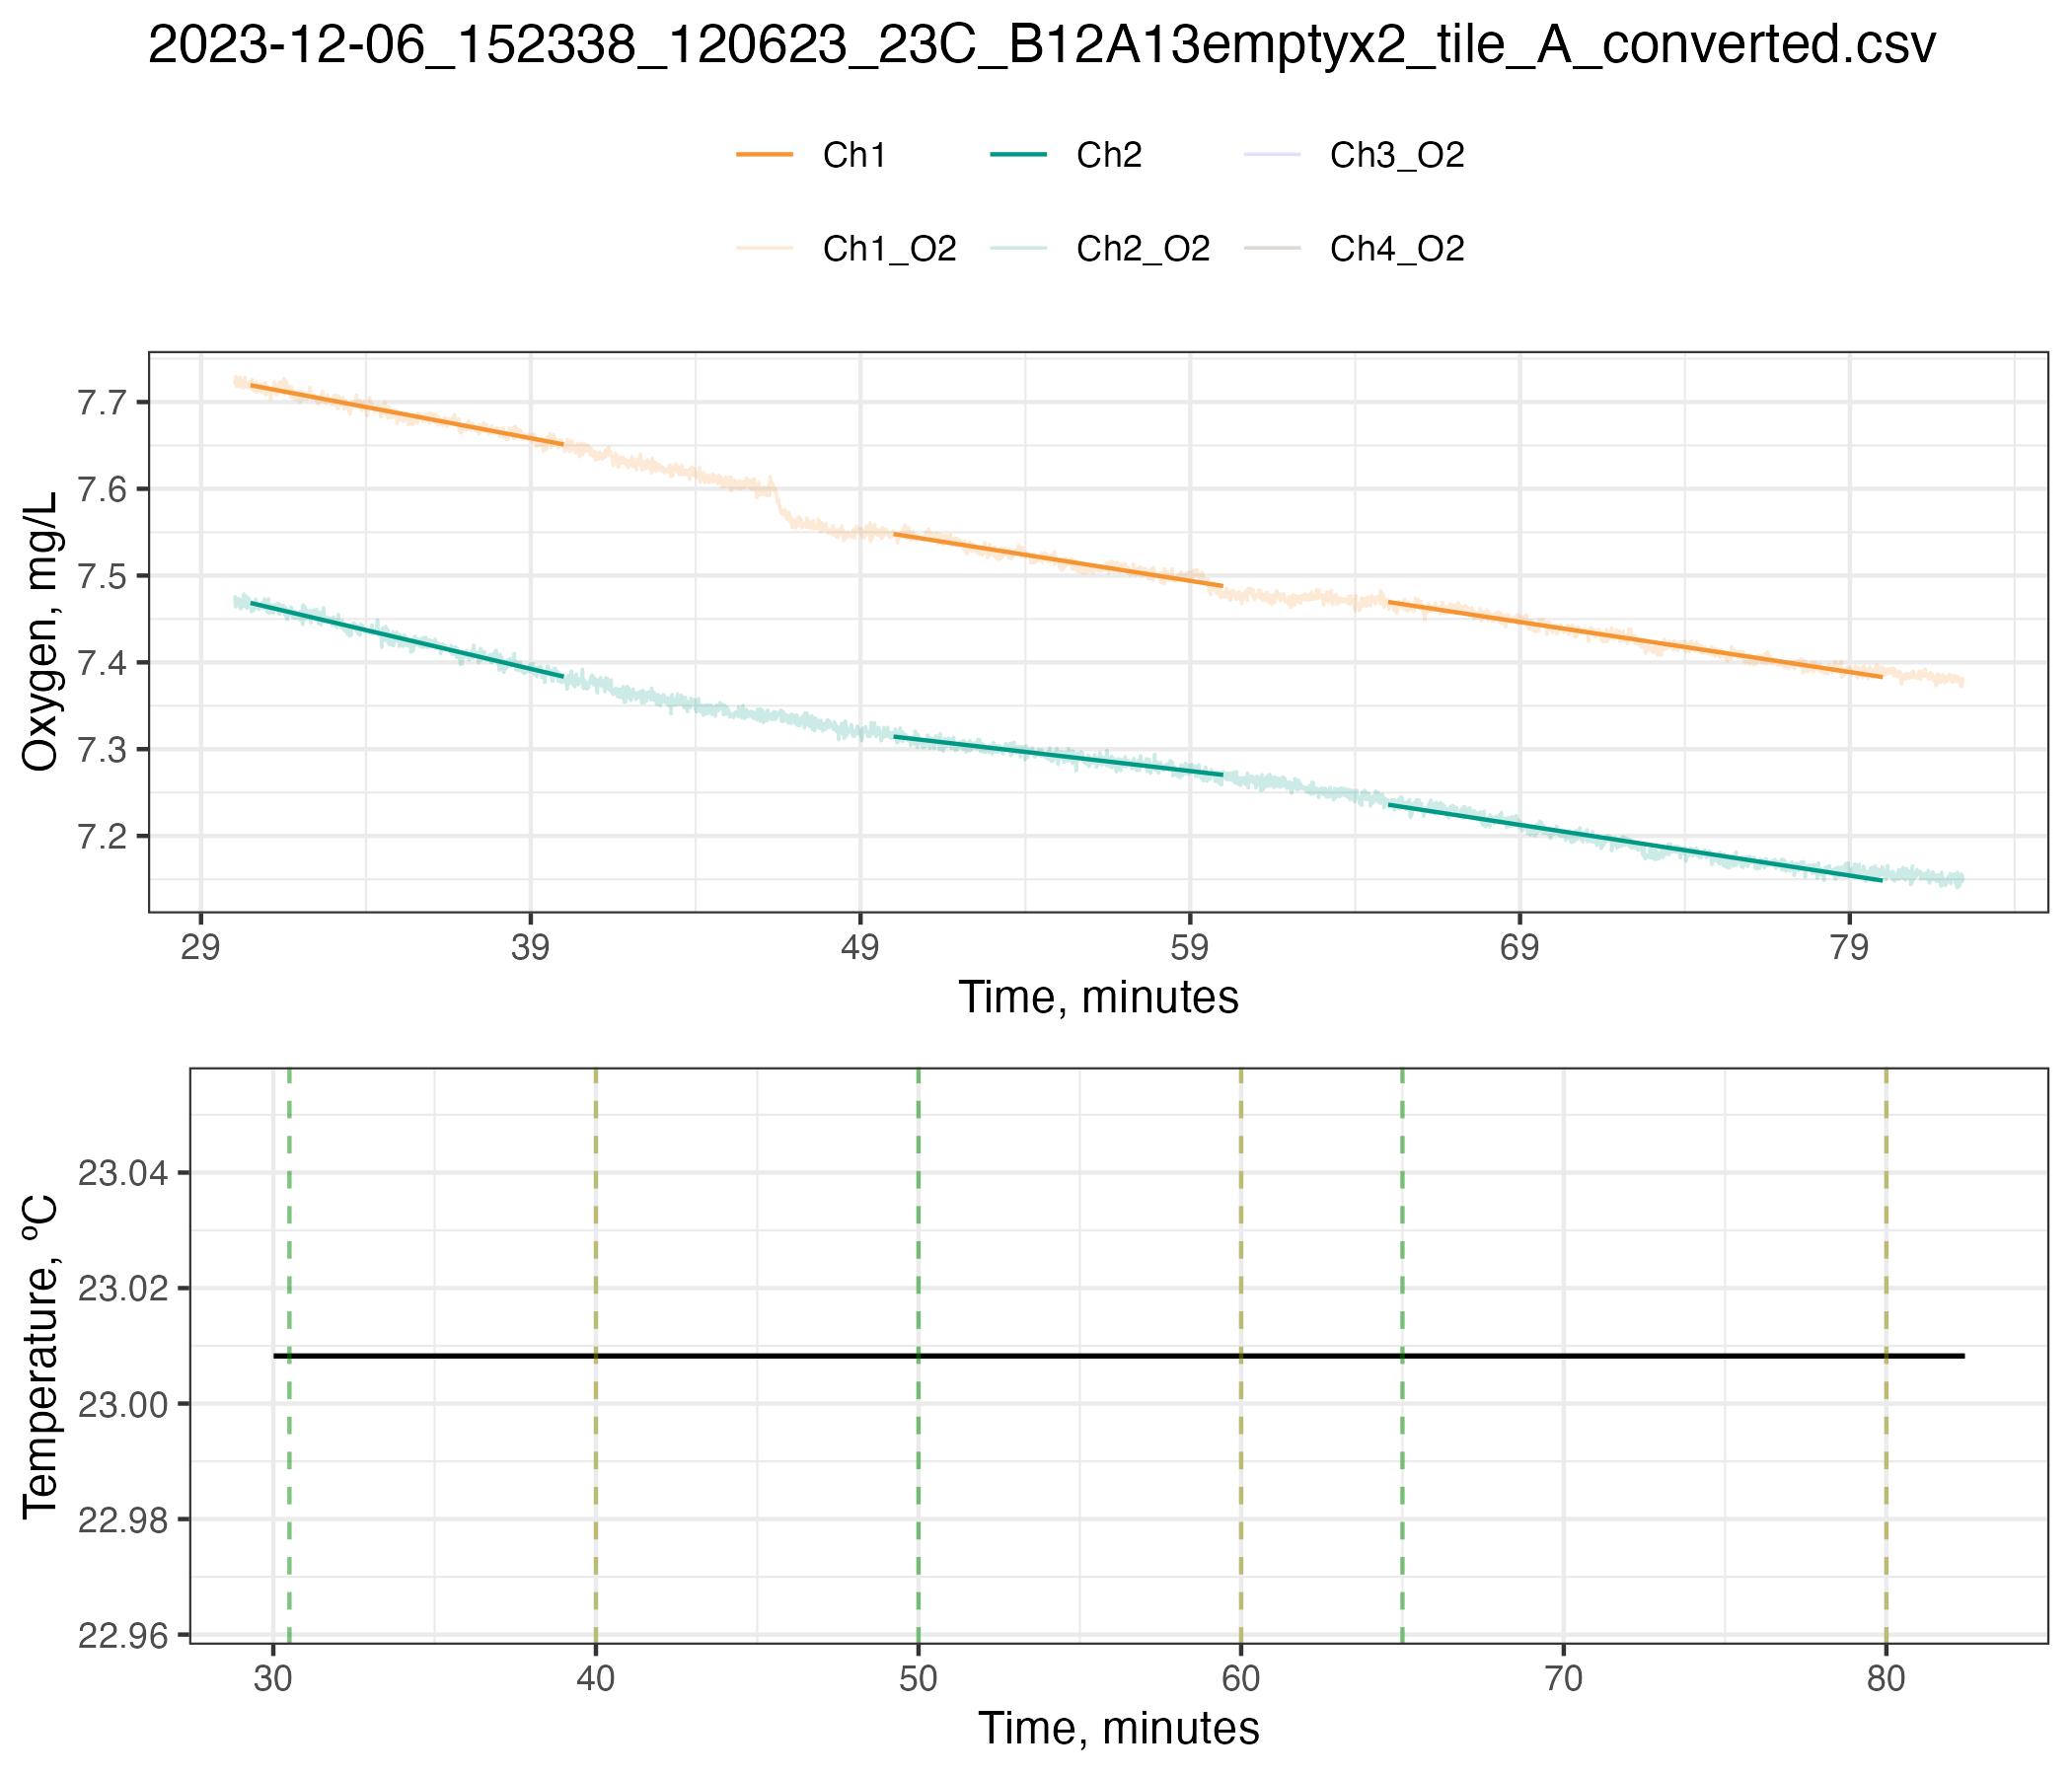 2023-12-06_152338_120623_23C_B12A13emptyx2_tile_A_converted.csv
Ch1 Ch2 Ch3_O2
Ch1_O2 Ch2_O2 Ch4_O2
Oxygen, mg/L
7.7
7.6
7.5
7.4
7.3
7.2
29 39 49 59 69 79
Time, minutes
Temperature, ºC
23.04
23.02
23.00
22.98
22.96
30 40 50 60 70 80
Time, minutes